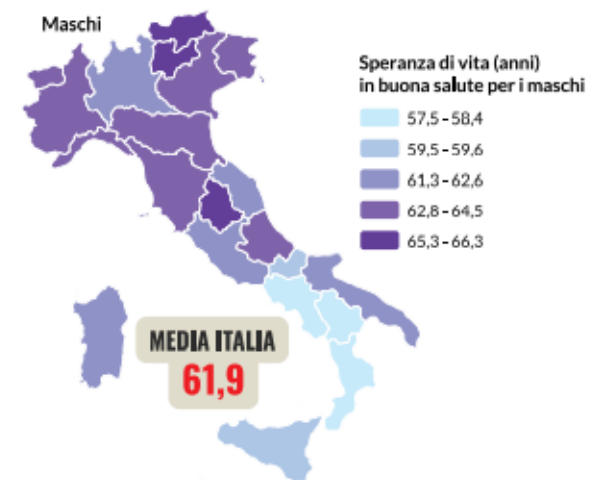 Maschi
Speranza di vita (anni)
in buona salute per i maschi
57,5 - 58,4
59,5 - 59,6
61,3 - 62,6
62,8 - 64,5
65,3 - 66,3
MEDIA ITALIA
61,9